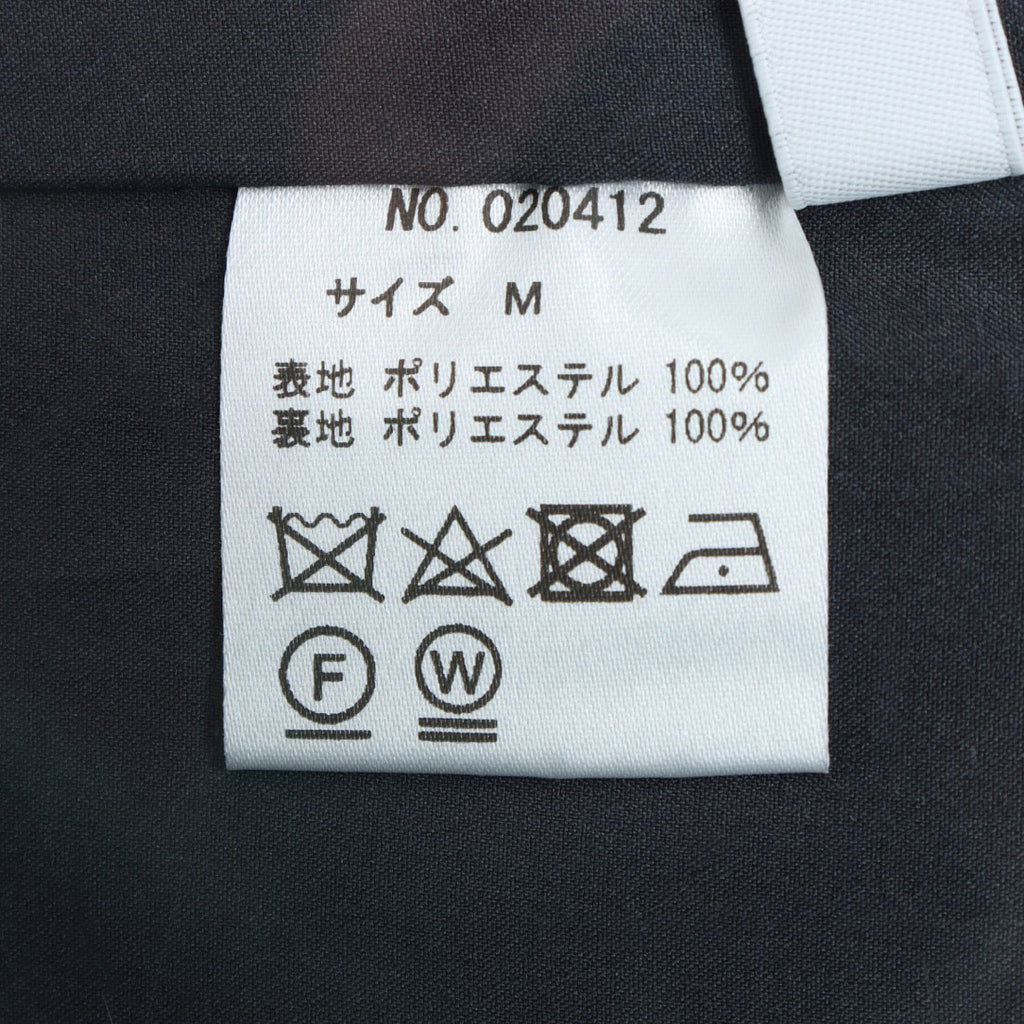 NO. 020412
サイズ M
表地 ポリエステル 100%
裏地 ポリエステル 100%
F W